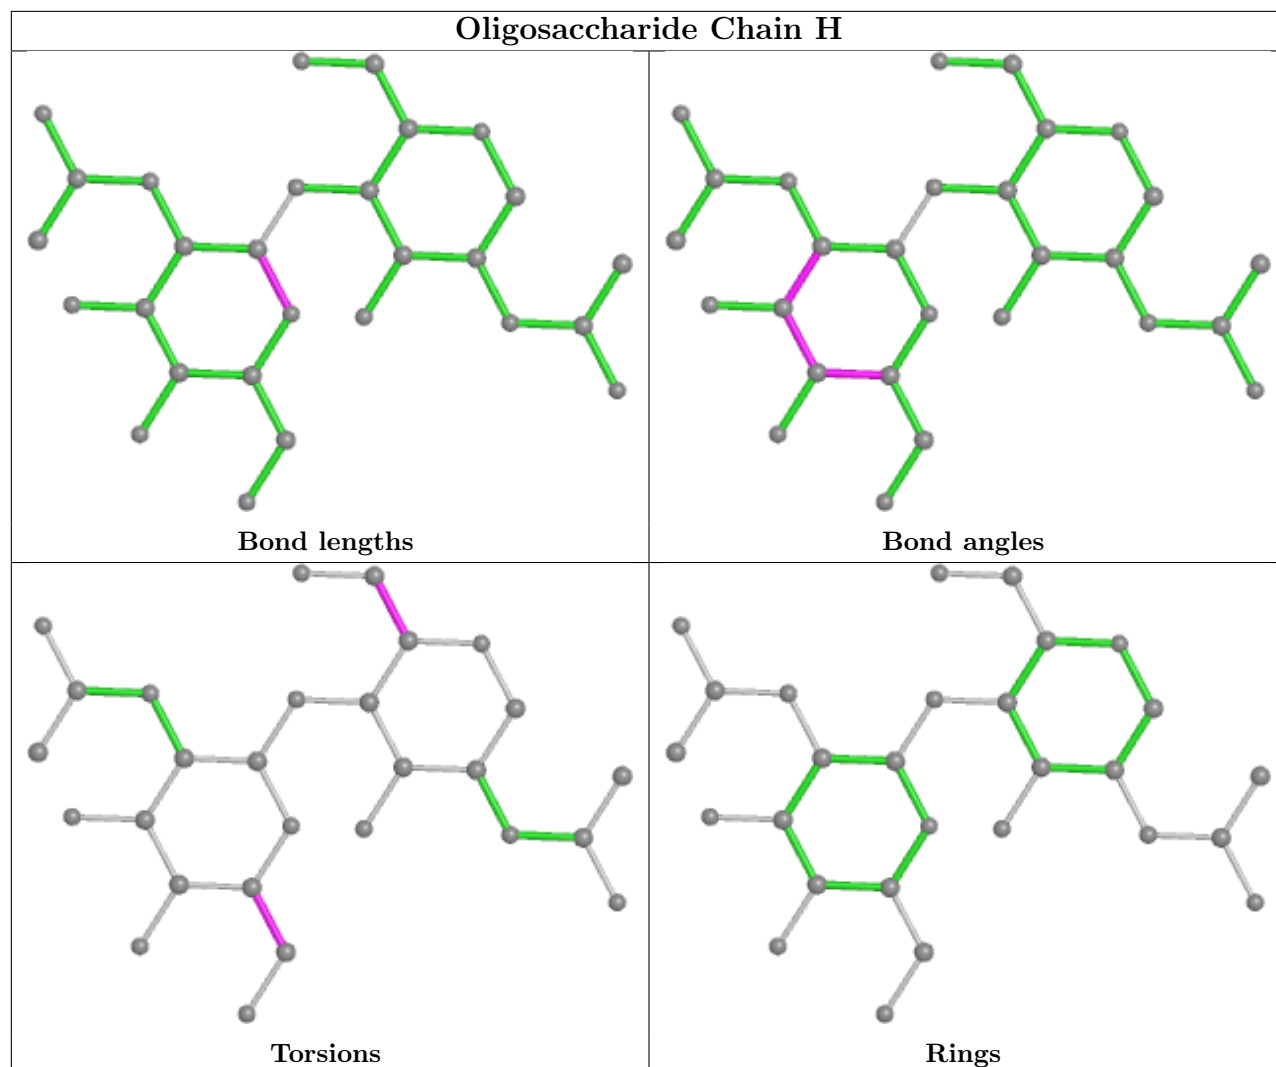 Oligosaccharide Chain H
Bond lengths
Bond angles
Torsions
Rings